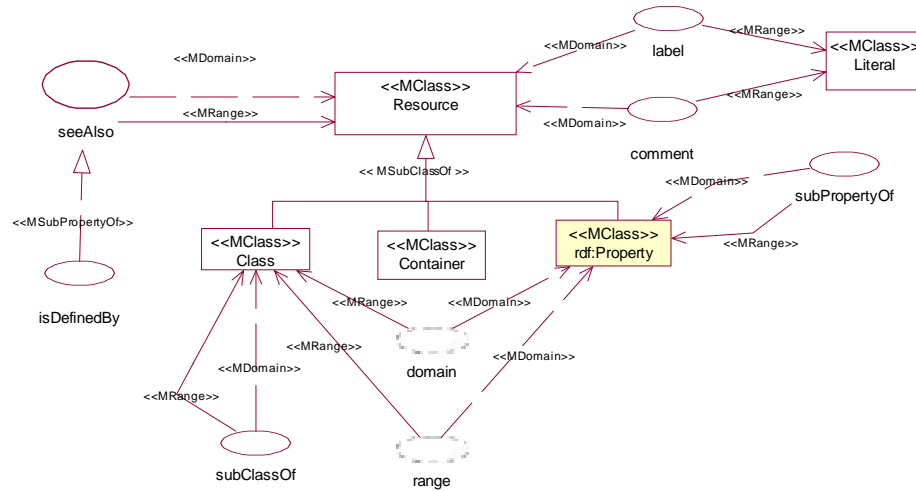 <<MDomain>>
label
<<MRange>>
<<MClass>>
Literal
<<MDomain>>
<<MClass>>
Resource
<<MRange>>
<<MRange>>
<<MDomain>>
seeAlso
comment
<< MSubClassOf >>
<<MDomain>>
subPropertyOf
<<MSubPropertyOf>>
<<MClass>>
Class
<<MClass>>
Container
<<MClass>>
rdf:Property
<<MRange>>
isDefinedBy
<<MRange>>
<<MDomain>>
<<MRange>>
domain
<<MDomain>>
<<MDomain>>
<<MRange>>
subClassOf
range